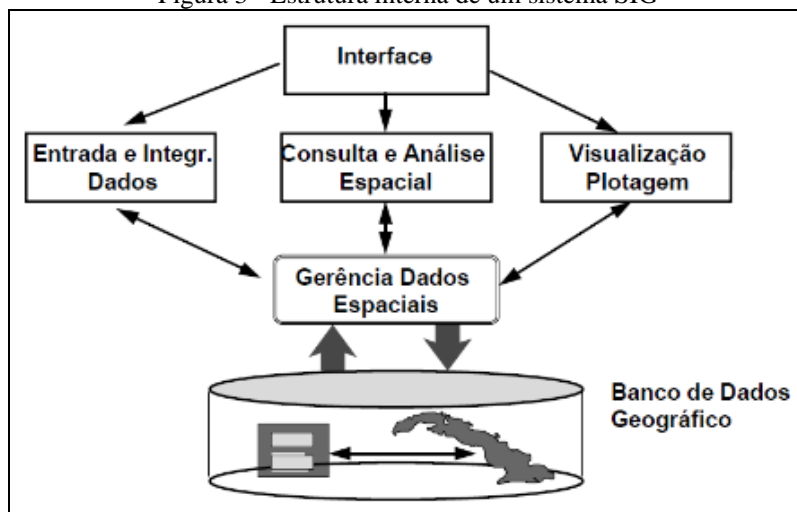 Figura 3 - Estrutura interna de um sistema SIG
Interface
Entrada e Integr.
Dados
Consulta e Análise
Espacial
Visualização
Plotagem
Gerência Dados
Espaciais
Banco de Dados
Geográfico